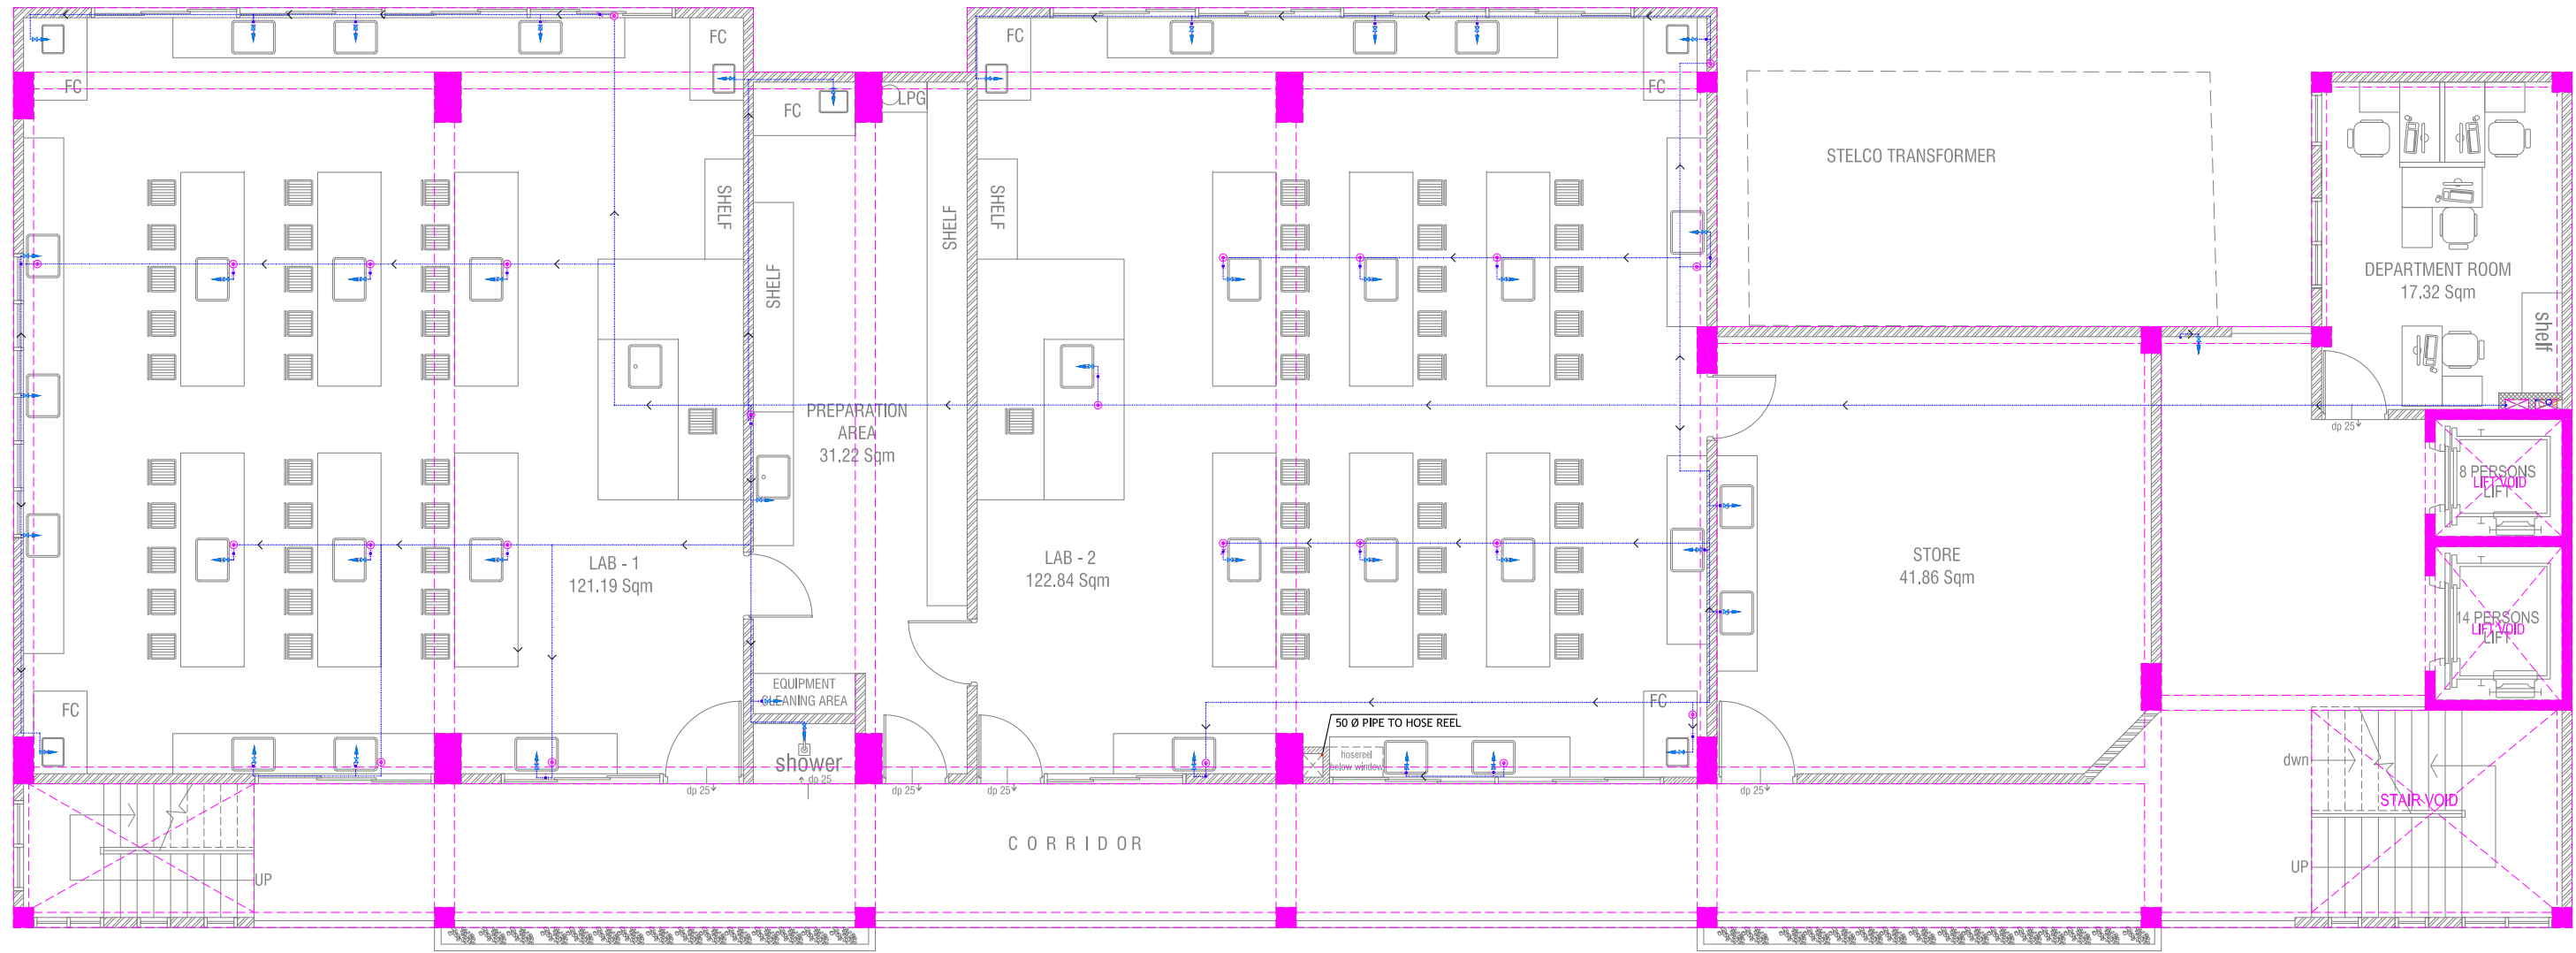 FC
FC
FC
FC
LPG
FC
FC
STELCO TRANSFORMER
SHELF
SHELF
SHELF
SHELF
DEPARTMENT ROOM
17.32 Sqm
shelf
PREPARATION
AREA
31.22 Sqm
dp 25
8 PERSONS
LIFT VOID
LIFT
LAB - 1
121.19 Sqm
LAB - 2
122.84 Sqm
STORE
41.86 Sqm
14 PERSONS
LIFT VOID
LIFT
EQUIPMENT
CLEANING AREA
FC
FC
50 Ø PIPE TO HOSE REEL
hosereel
below window
shower
dp 25
dp 25
dp 25
dp 25
dp 25
dwn
STAIR VOID
CORRIDOR
UP
UP